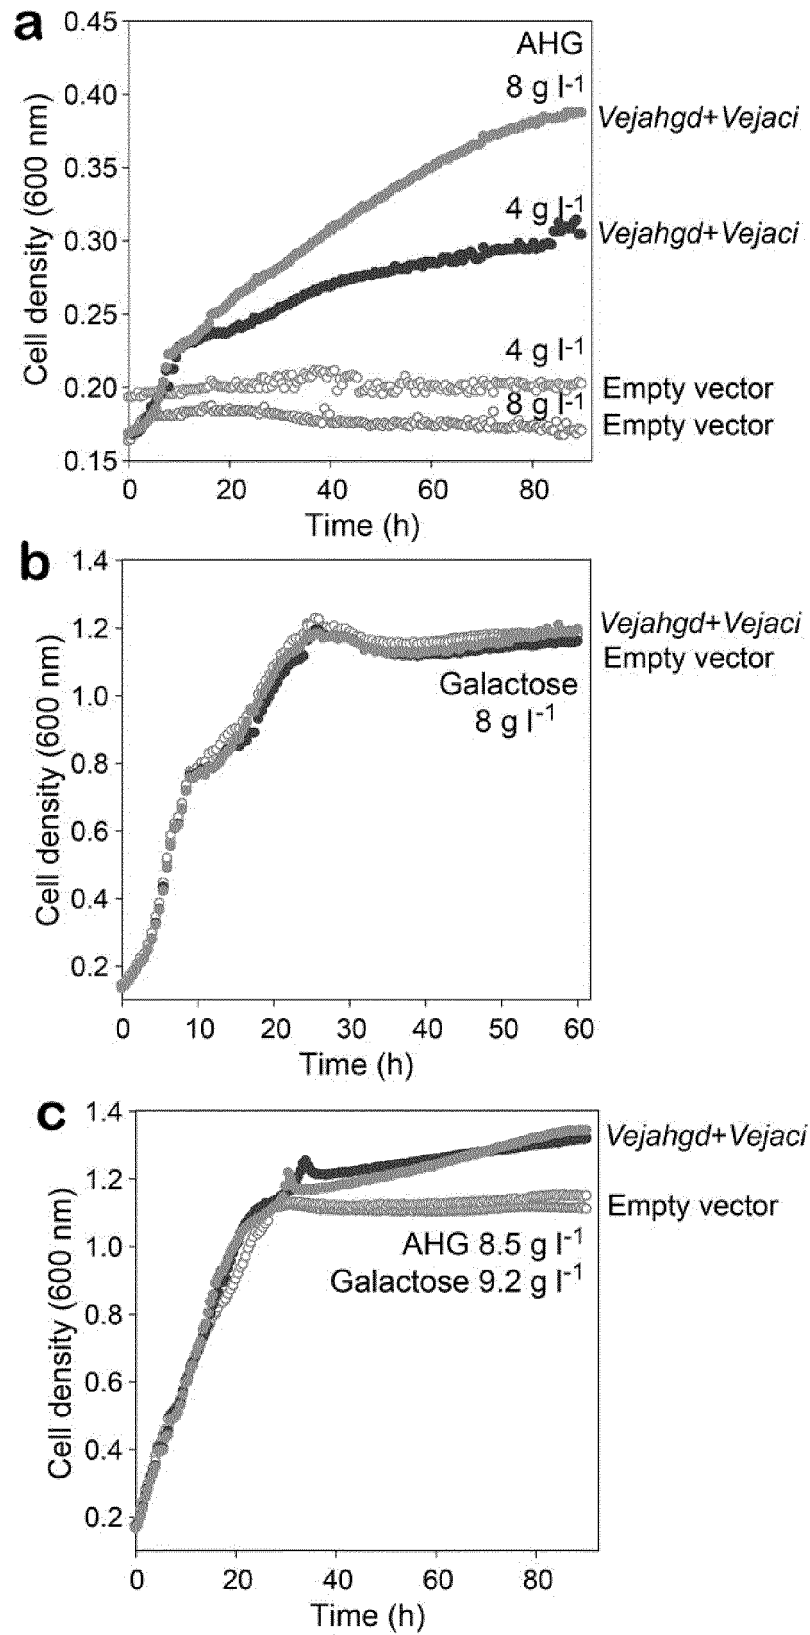 a
Cell density (600 nm)
0.45
0.40
0.35
0.30
0.25
0.20
0.15
AHG
8 g l-1
Vejahgd+Vejaci
4 g l-1
Vejahgd+Vejaci
4 g l-1
Empty vector
8 g l-1
Empty vector
0 20 40 60 80
Time (h)
b
Cell density (600 nm)
1.4
1.2
1.0
0.8
0.6
0.4
0.2
Vejahgd+Vejaci
Empty vector
Galactose
8 g l-1
0 10 20 30 40 50 60
Time (h)
c
Cell density (600 nm)
1.4
1.2
1.0
0.8
0.6
0.4
0.2
Vejahgd+Vejaci
Empty vector
AHG 8.5 g l-1
Galactose 9.2 g l-1
0 20 40 60 80
Time (h)